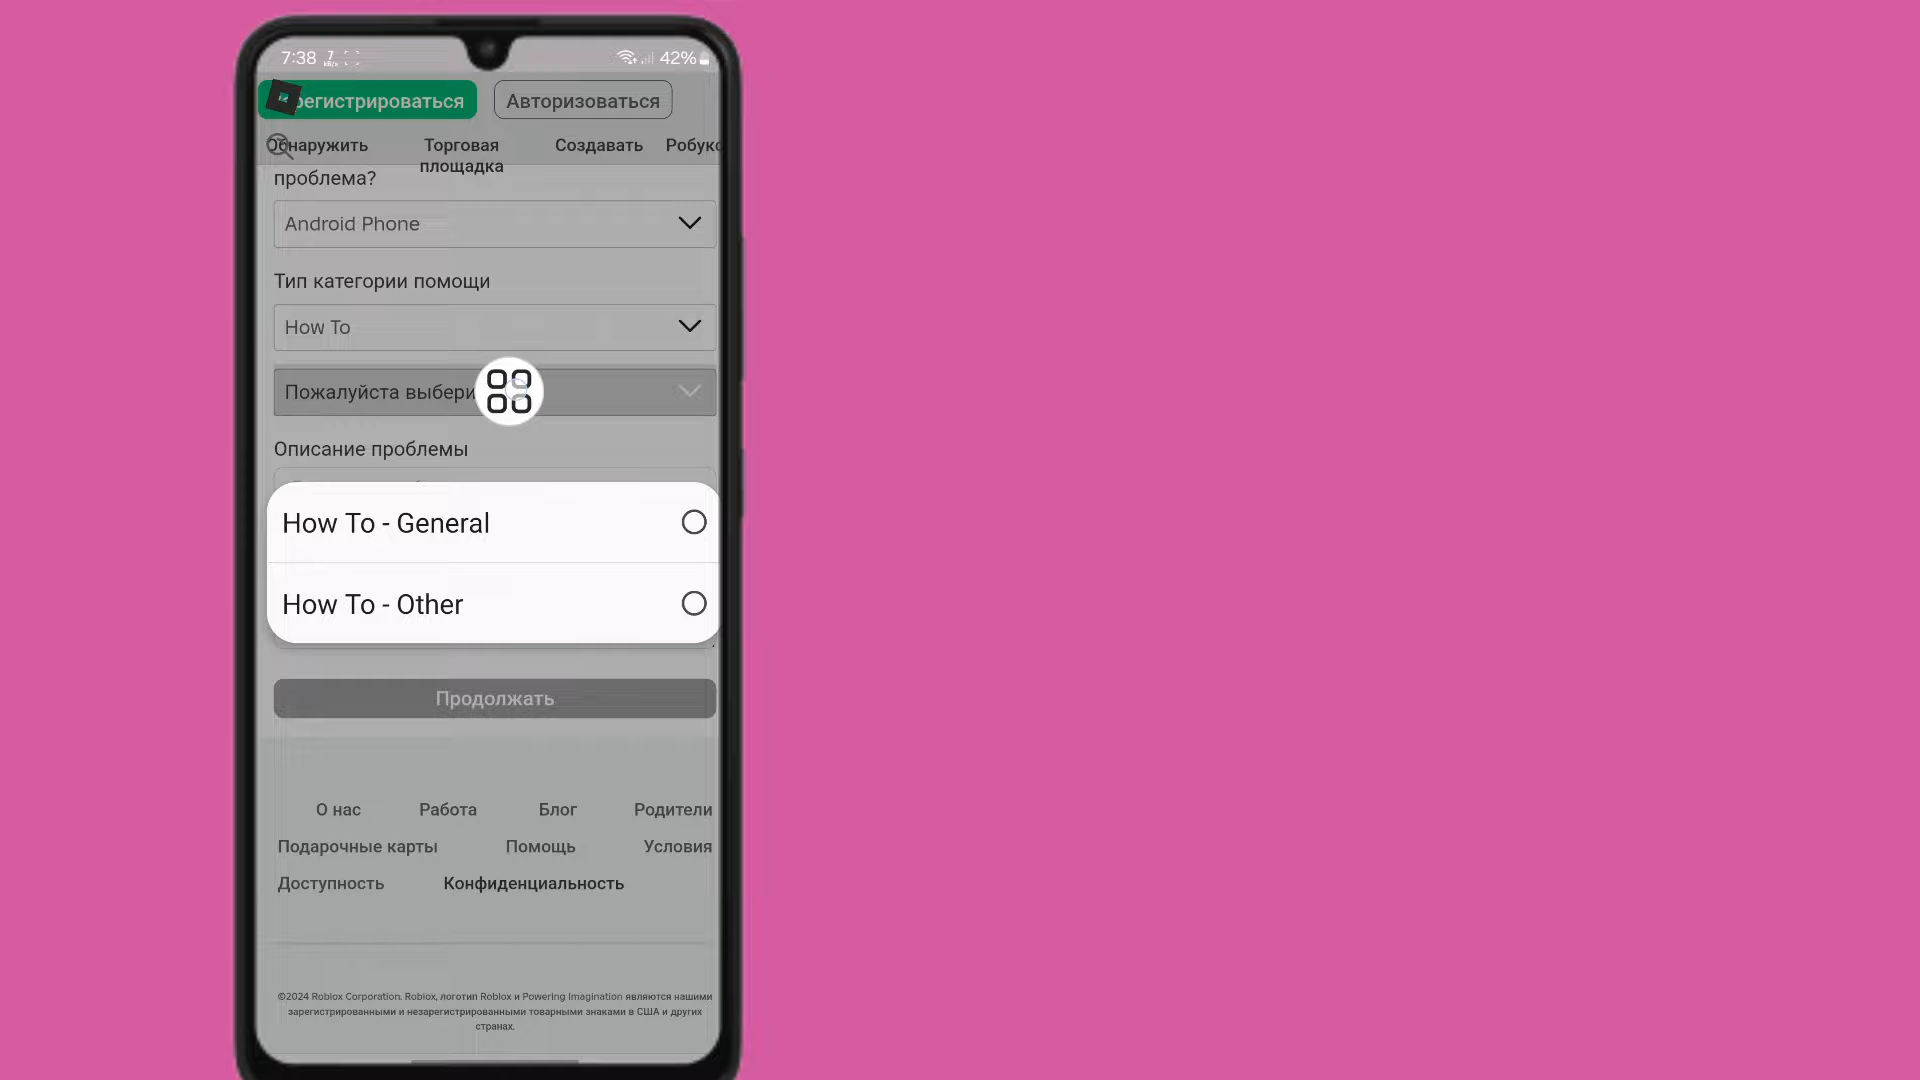 7:38
42%
регистрироваться
Авторизоваться
Обнаружить
Торговая
площадка
Создавать
Робукс
проблема?
Android Phone
Тип категории помощи
How To
Пожалуйста выбери
Описание проблемы
How To - General
How To - Other
Продолжать
О нас Работа Блог Родители
Подарочные карты Помощь Условия
Доступность Конфиденциальность
©2024 Roblox Corporation. Roblox, логотип Roblox и Powering Imagination являются нашими
зарегистрированными и незарегистрированными товарными знаками в США и других
странах.